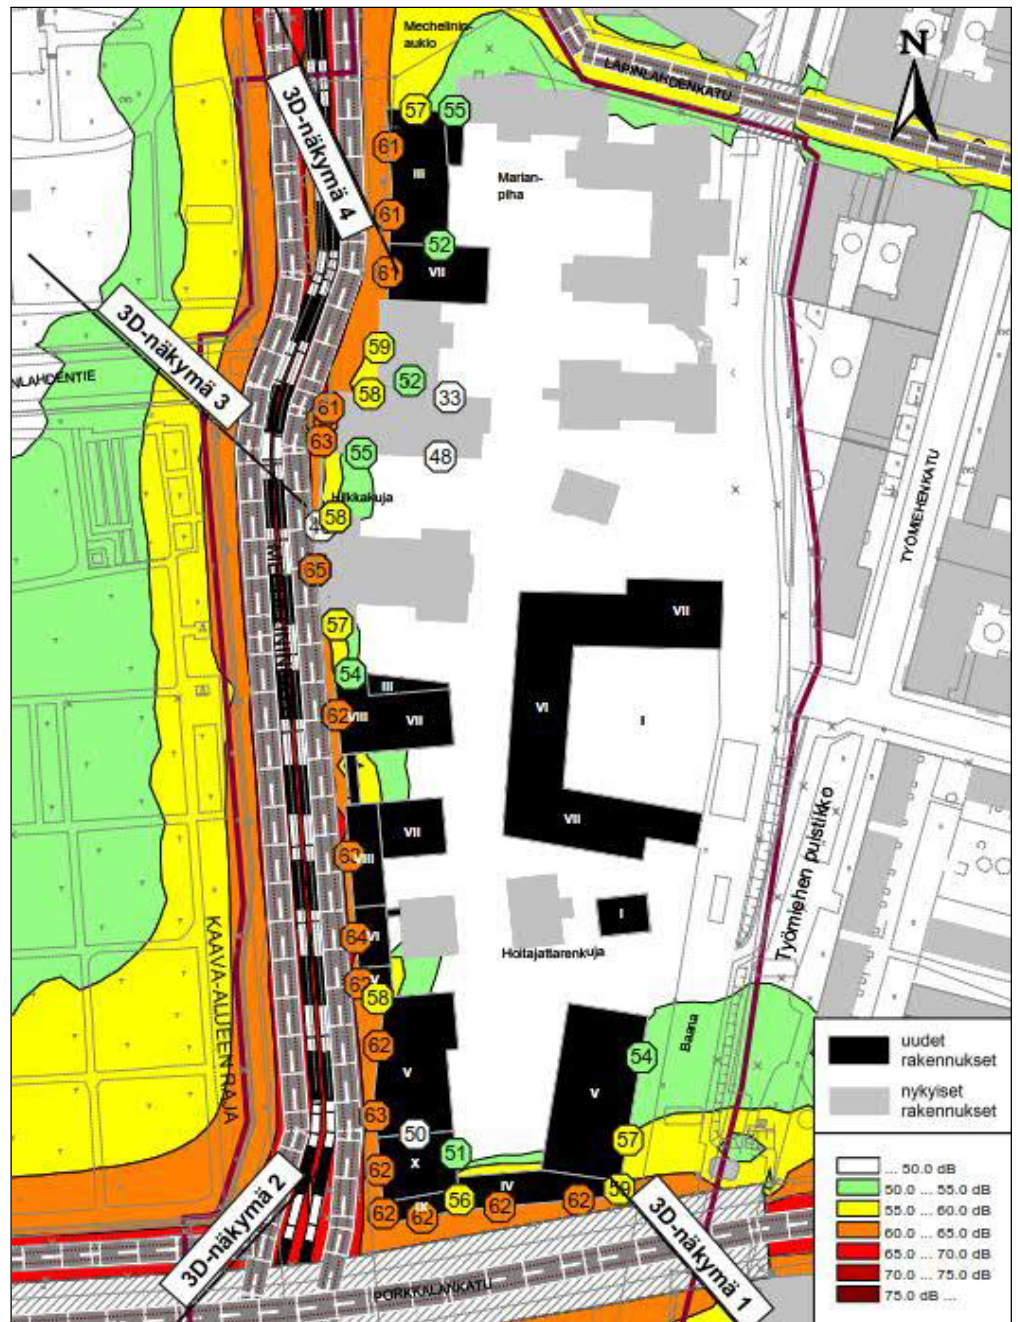 Mechelinin-
aukio
N
LAPINLAHDENKATU
3D-näkymä 4
57
55
61
III
Marian-
piha
61
52
61
VII
3D-näkymä 3
59
NLAHDENTIE
58
52
33
61
63
55
48
58
TYÖMIEHENKATU
65
57
VII
54
III
62
VIII
VII
VI
I
63
VIII
VII
VII
Työmiehen puistikko
I
64
VI
Hoitajattarenkuja
KAAVA-ALUEEN RAJA
62
V
58
62
V
Baana
54
V
uudet
rakennukset
nykyiset
rakennukset
63
50
57
51
X
62
3D-näkymä 2
62
IX
62
56
IV
62
62
59
3D-näkymä 1
PORKKALANKATU
... 50.0 dB
50.0 ... 55.0 dB
55.0 ... 60.0 dB
60.0 ... 65.0 dB
65.0 ... 70.0 dB
70.0 ... 75.0 dB
75.0 dB ...